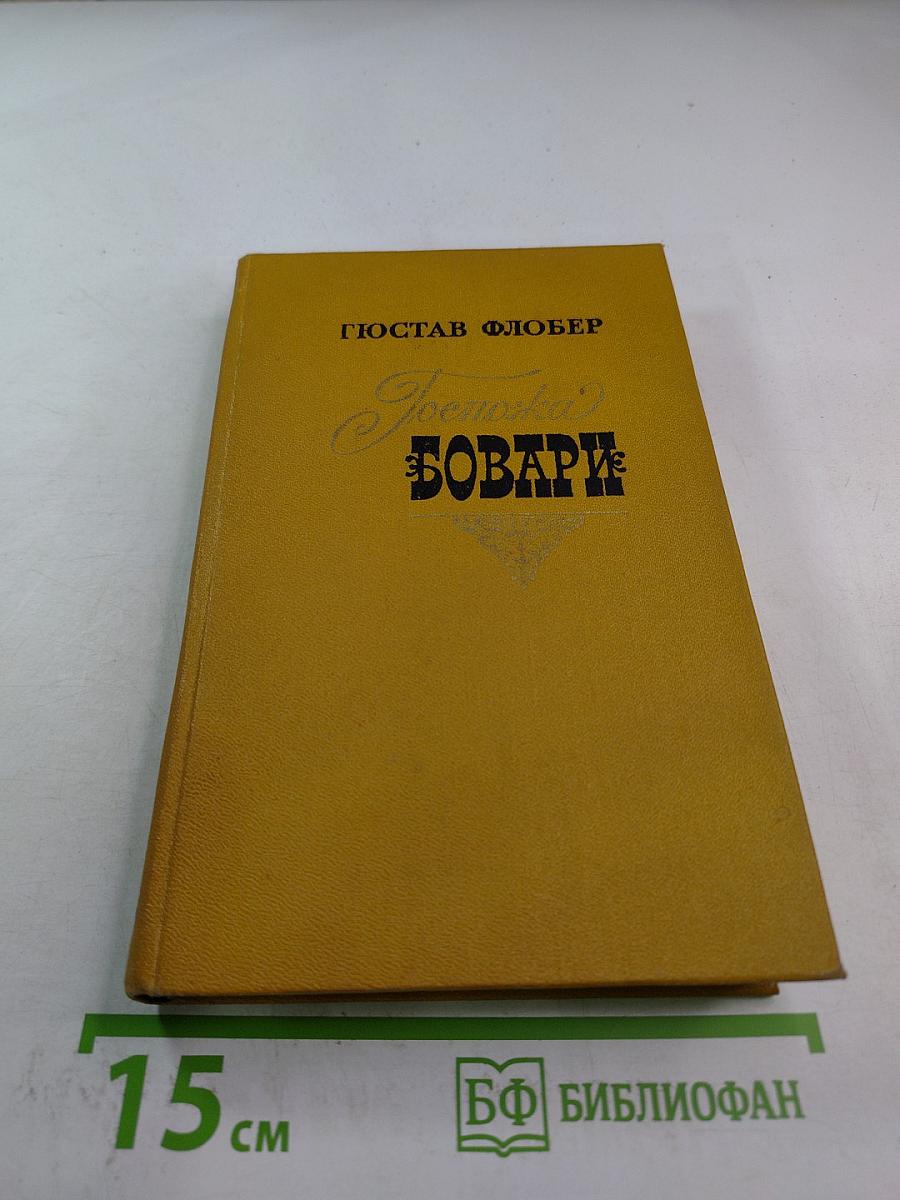 ГЮСТАВ ФЛОБЕР
Госпожа
БОВАРИ
15 см
БФ БИБЛИОФАН